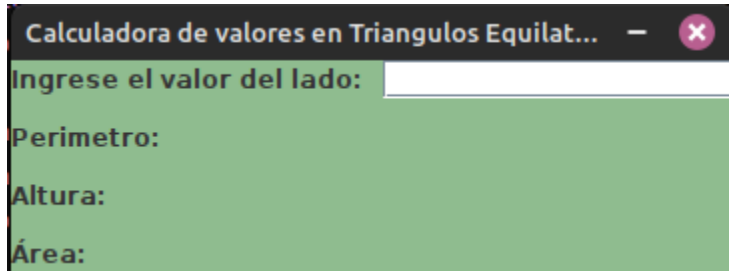 Calculadora de valores en Triangulos Equilat...
Ingrese el valor del lado:
Perimetro:
Altura:
Área: